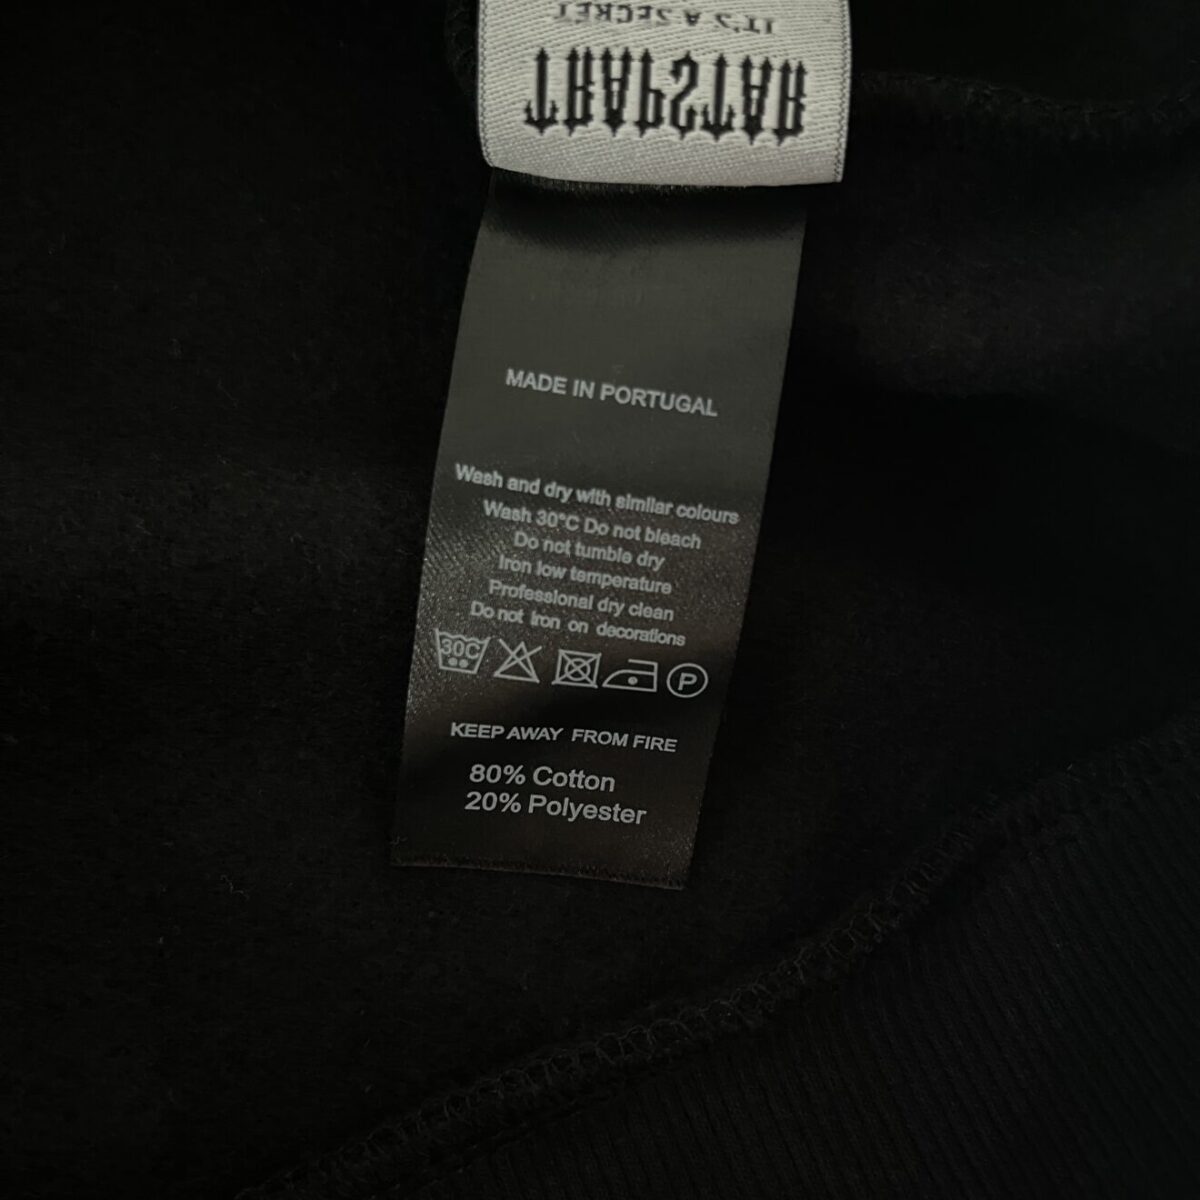 RATSPART
IT'S A SECRET
MADE IN PORTUGAL
Wash and dry with similar colours
Wash 30°C Do not bleach
Do not tumble dry
Iron low temperature
Professional dry clean
Do not iron on decorations
30C P
KEEP AWAY FROM FIRE
80% Cotton
20% Polyester